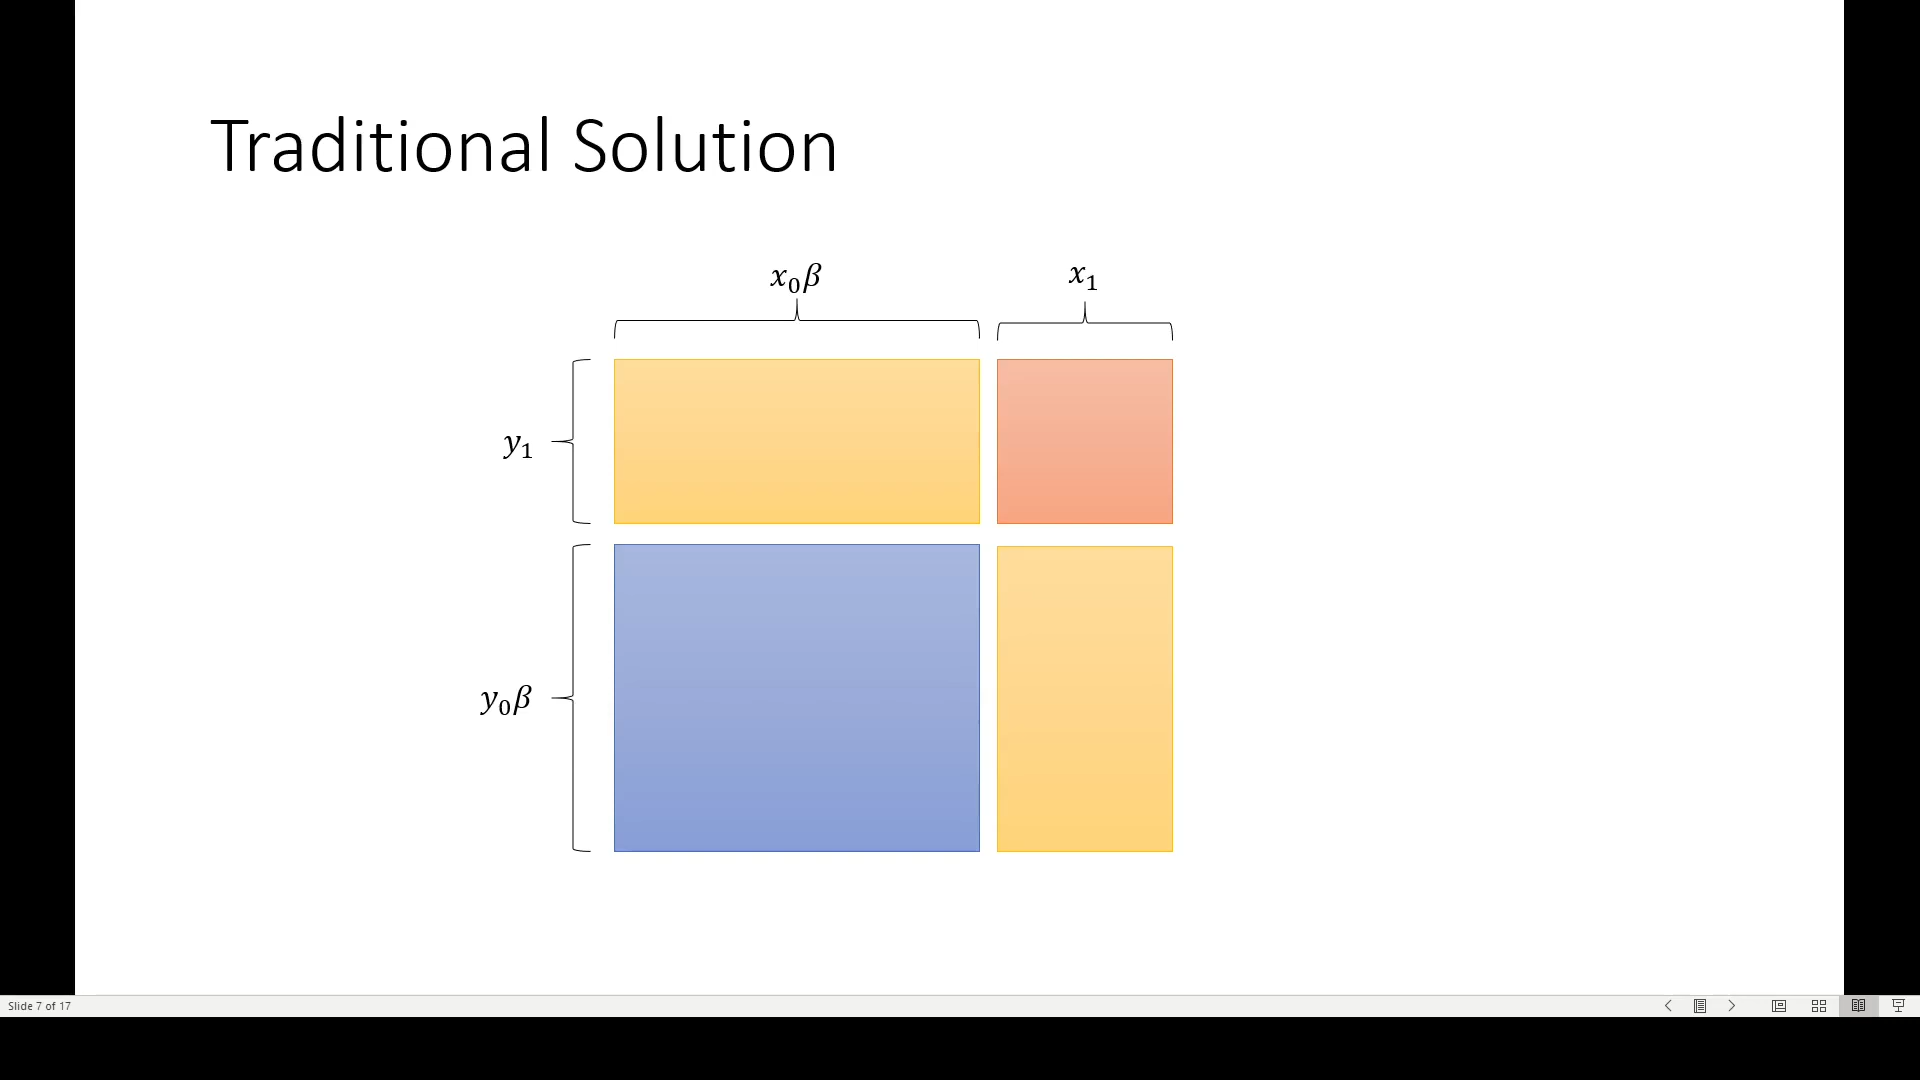 Traditional Solution
x₀β
x₁
y₁
y₀β
Slide 7 of 17